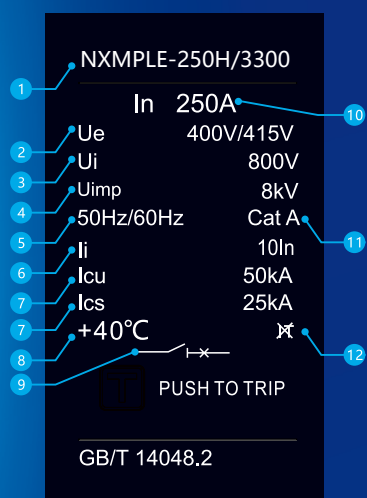 NXMPLE-250H/3300
1
In 250A
10
2
Ue 400V/415V
3
Ui 800V
4
Uimp 8kV
5
50Hz/60Hz Cat A
11
6
Ii 10In
7
Icu 50kA
7
Ics 25kA
8
+40℃
12
9
PUSH TO TRIP
GB/T 14048.2